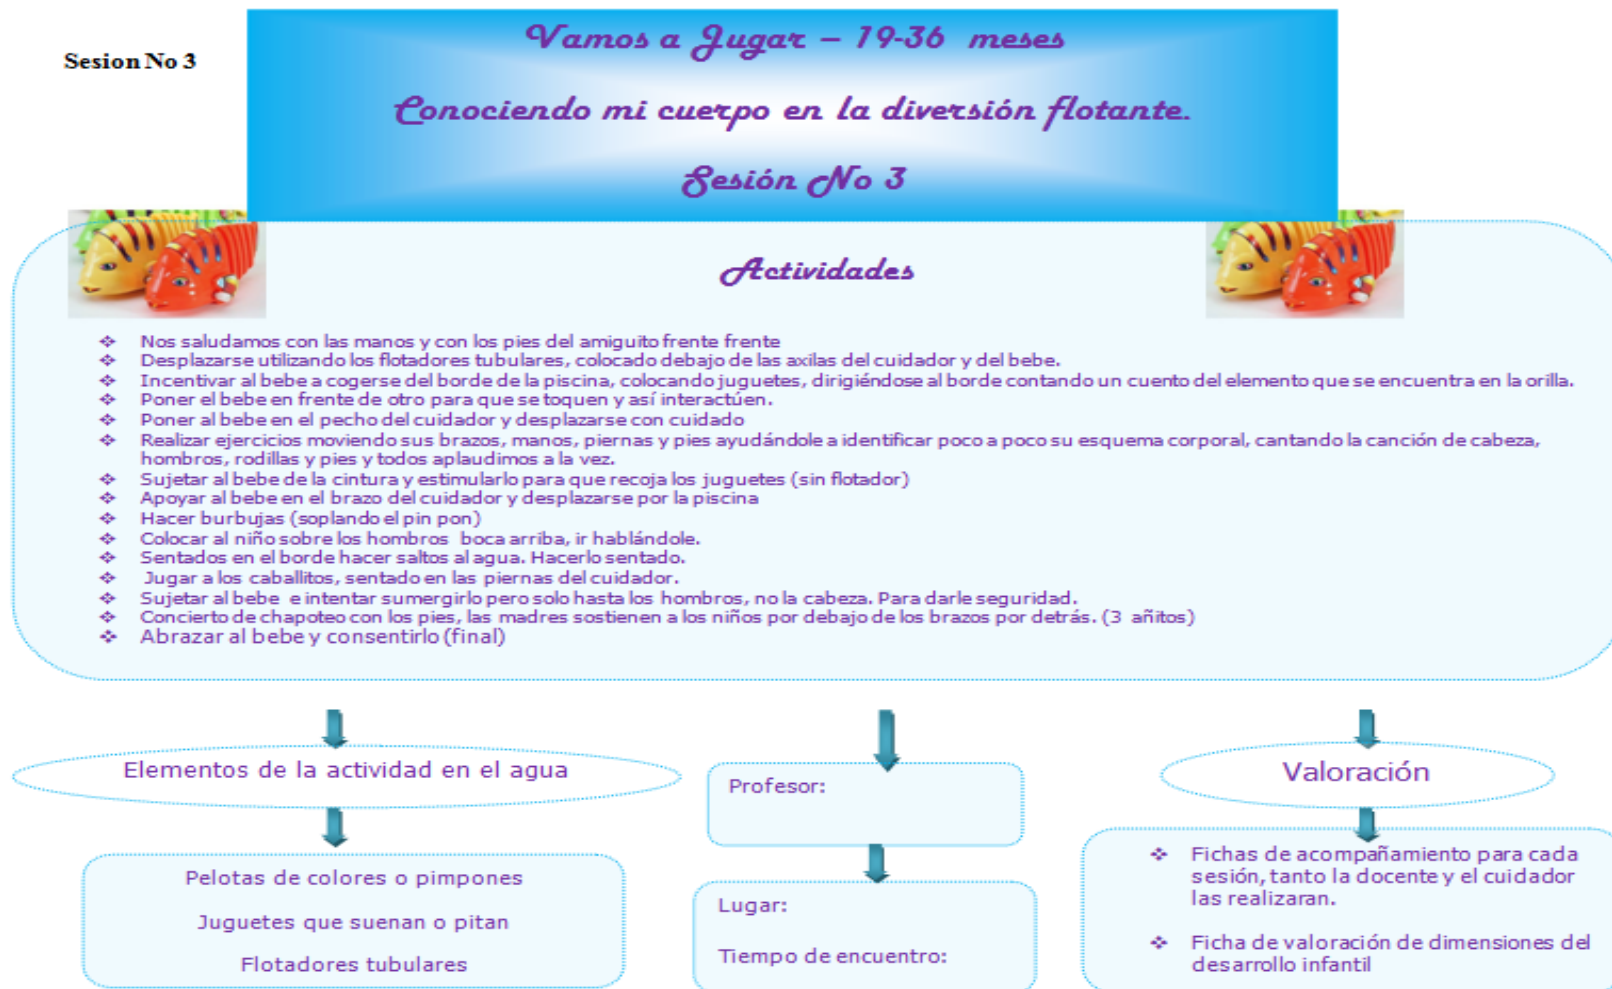 Sesion No 3
Vamos a Jugar – 19-36 meses
Conociendo mi cuerpo en la diversión flotante.
Sesión No 3
Actividades
❖ Nos saludamos con las manos y con los pies del amiguito frente frente
❖ Desplazarse utilizando los flotadores tubulares, colocado debajo de las axilas del cuidador y del bebe.
❖ Incentivar al bebe a cogerse del borde de la piscina, colocando juguetes, dirigiéndose al borde contando un cuento del elemento que se encuentra en la orilla.
❖ Poner el bebe en frente de otro para que se toquen y así interactúen.
❖ Poner al bebe en el pecho del cuidador y desplazarse con cuidado
❖ Realizar ejercicios moviendo sus brazos, manos, piernas y pies ayudándole a identificar poco a poco su esquema corporal, cantando la canción de cabeza,
hombros, rodillas y pies y todos aplaudimos a la vez.
❖ Sujetar al bebe de la cintura y estimularlo para que recoja los juguetes (sin flotador)
❖ Apoyar al bebe en el brazo del cuidador y desplazarse por la piscina
❖ Hacer burbujas (soplando el pin pon)
❖ Colocar al niño sobre los hombros boca arriba, ir hablándole.
❖ Sentados en el borde hacer saltos al agua. Hacerlo sentado.
❖ Jugar a los caballitos, sentado en las piernas del cuidador.
❖ Sujetar al bebe e intentar sumergirlo pero solo hasta los hombros, no la cabeza. Para darle seguridad.
❖ Concierto de chapoteo con los pies, las madres sostienen a los niños por debajo de los brazos por detrás. (3 añitos)
❖ Abrazar al bebe y consentirlo (final)
Elementos de la actividad en el agua
Pelotas de colores o pimpones
Juguetes que suenan o pitan
Flotadores tubulares
Profesor:
Lugar:
Tiempo de encuentro:
Valoración
❖ Fichas de acompañamiento para cada
sesión, tanto la docente y el cuidador
las realizaran.
❖ Ficha de valoración de dimensiones del
desarrollo infantil